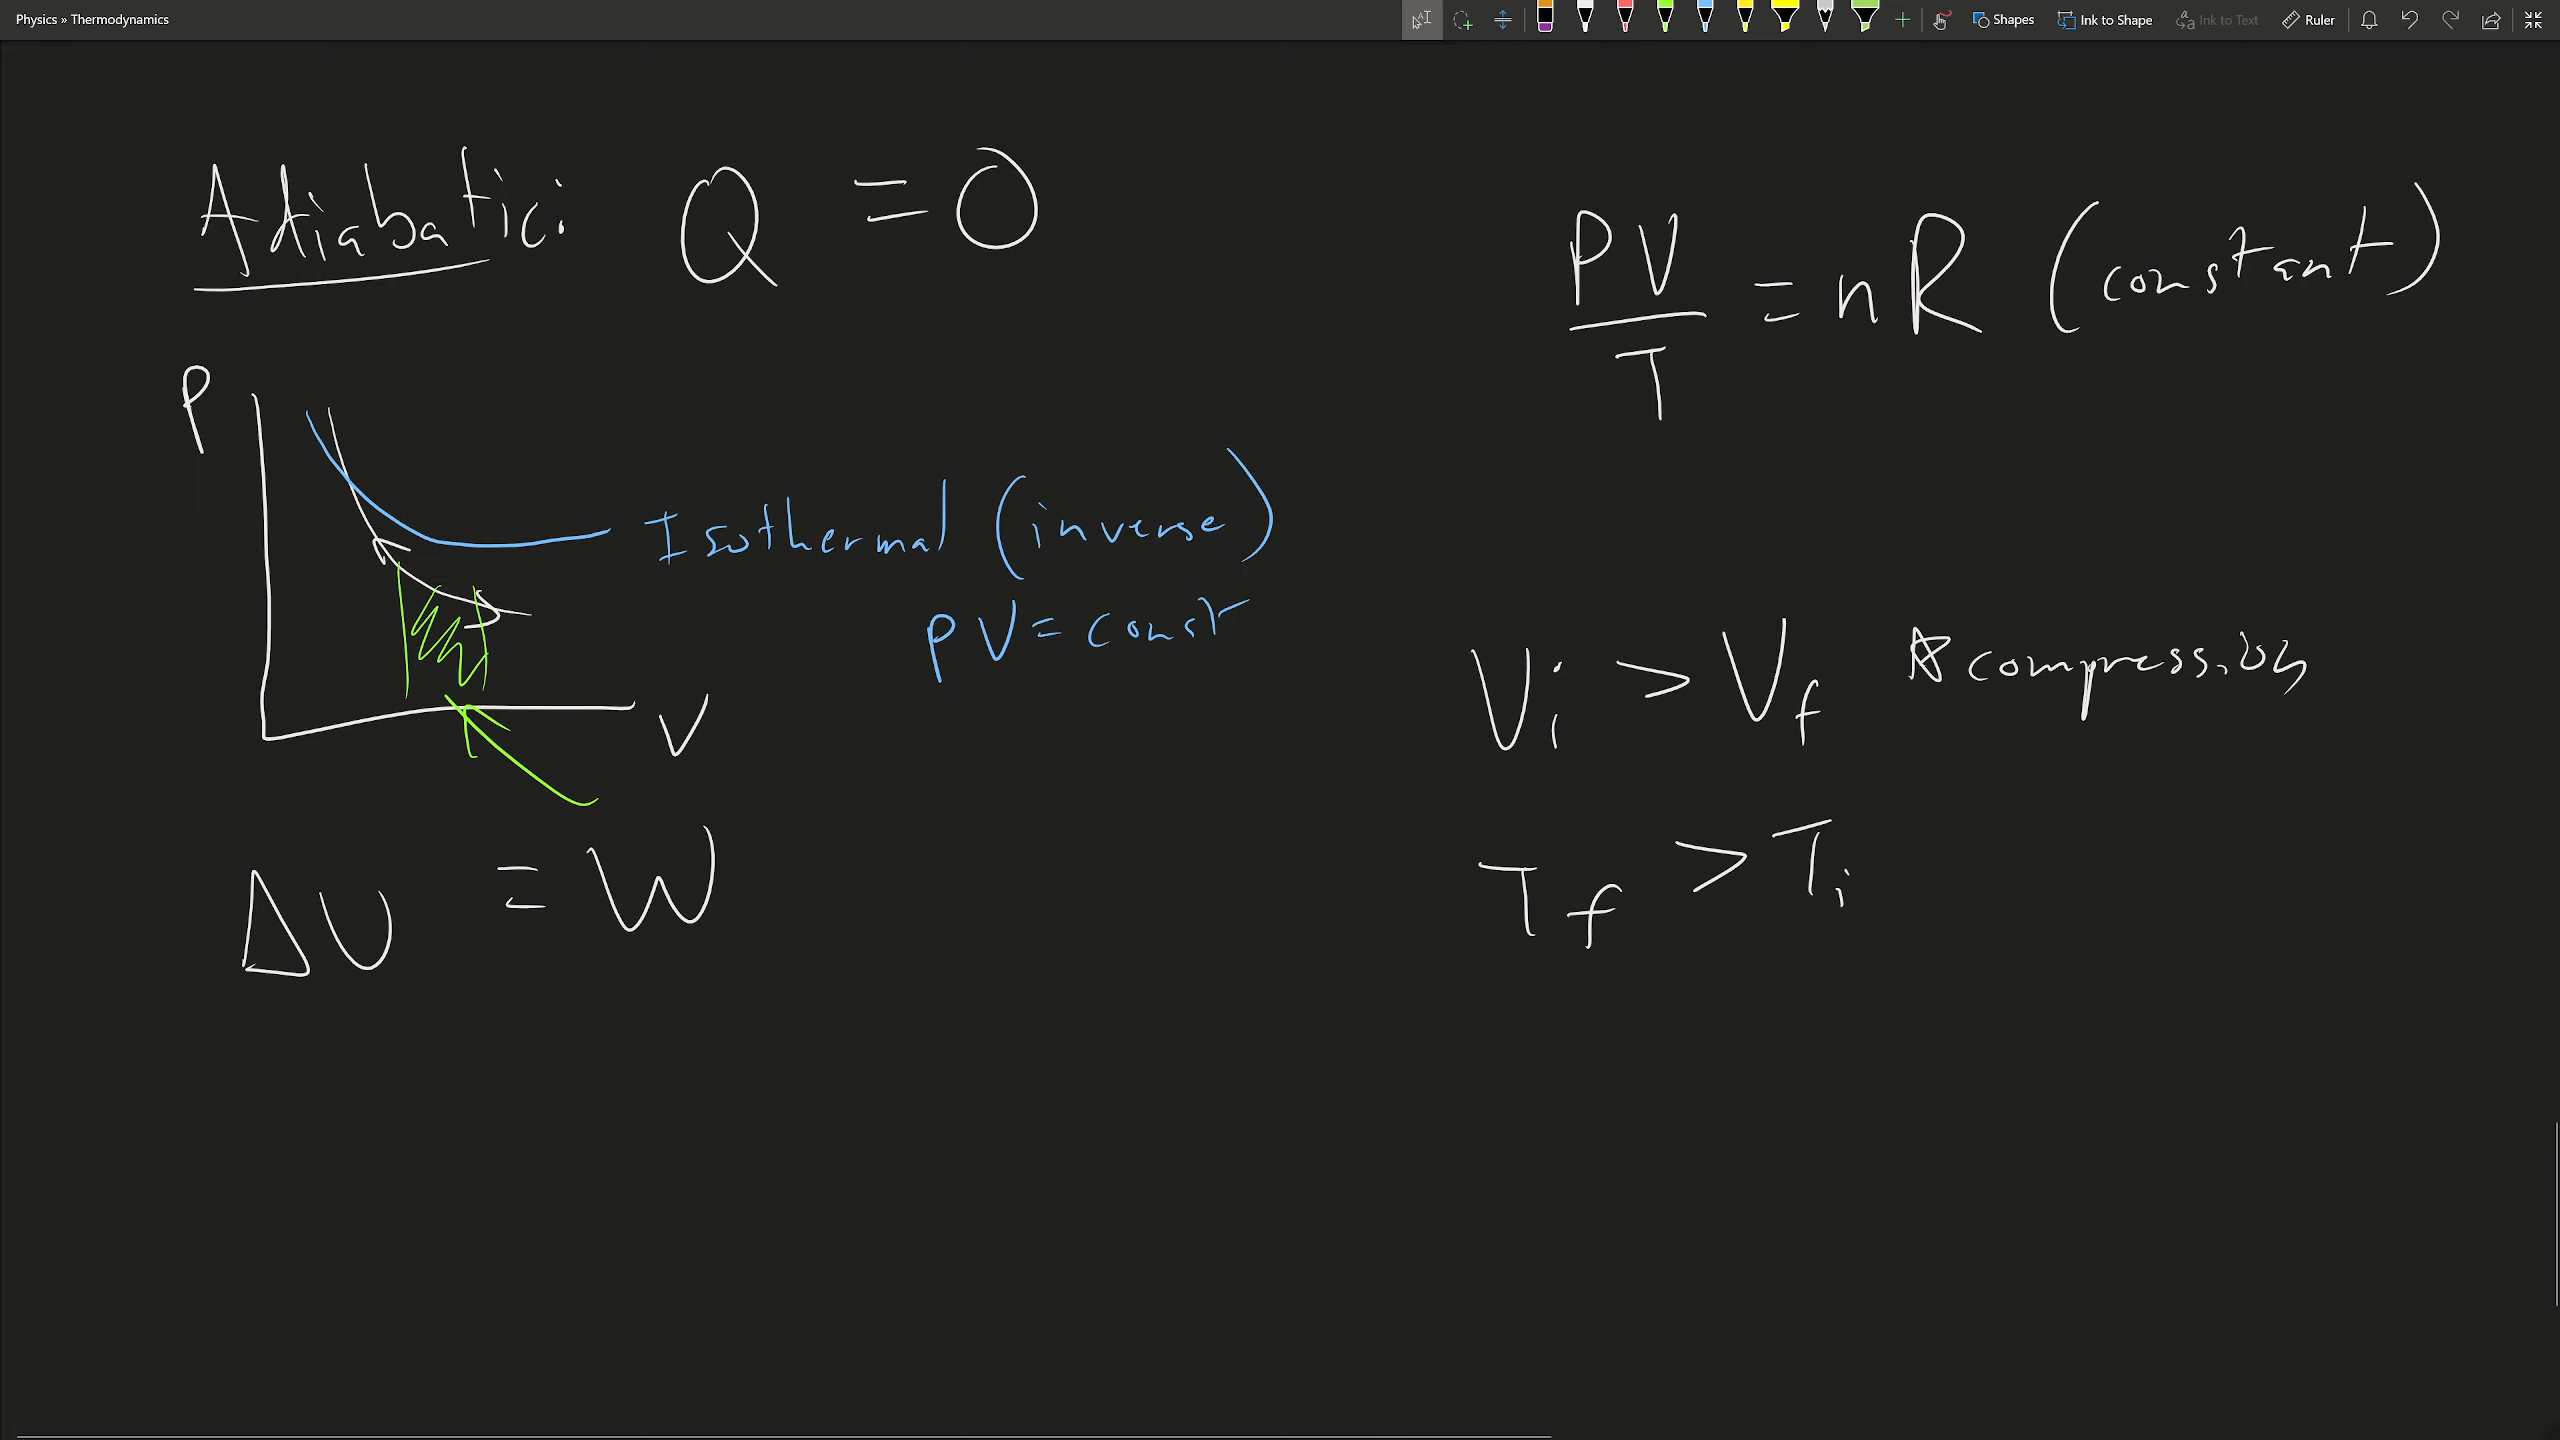 Physics » Thermodynamics
Shapes Ink to Shape Ink to Text Ruler
Adiabatic: Q = 0
PV/T = nR (constant)
P
Isothermal (inverse)
PV = const
V
Vi > Vf * compression
Tf > Ti
ΔU = W